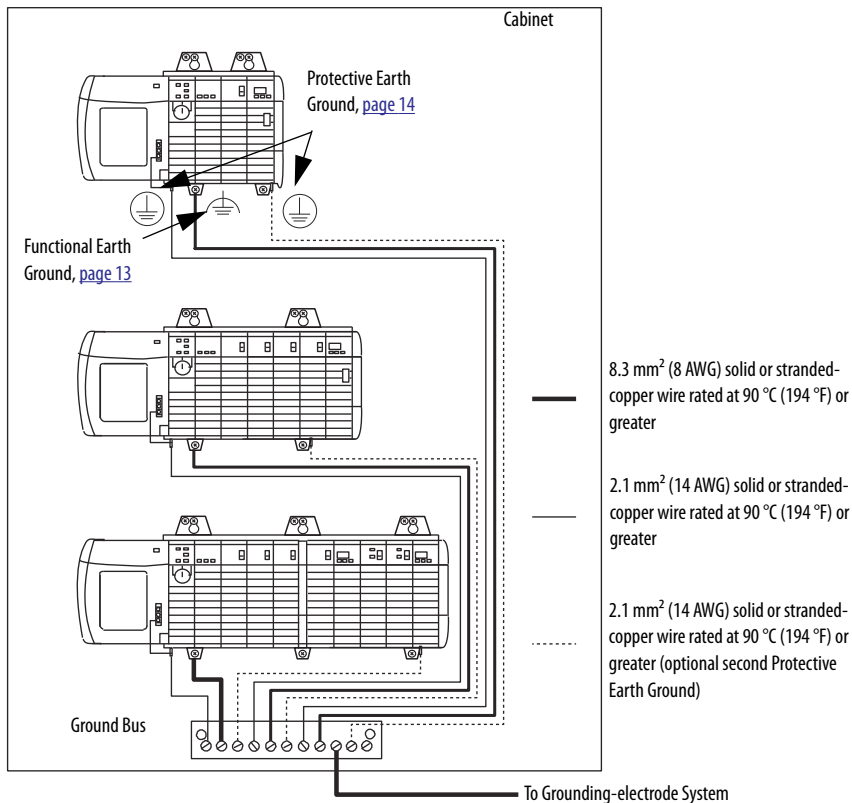 Cabinet
Protective Earth
Ground, page 14
Functional Earth
Ground, page 13
8.3 mm² (8 AWG) solid or stranded-
copper wire rated at 90 °C (194 °F) or
greater
2.1 mm² (14 AWG) solid or stranded-
copper wire rated at 90 °C (194 °F) or
greater
2.1 mm² (14 AWG) solid or stranded-
copper wire rated at 90 °C (194 °F) or
greater (optional second Protective
Earth Ground)
Ground Bus
To Grounding-electrode System